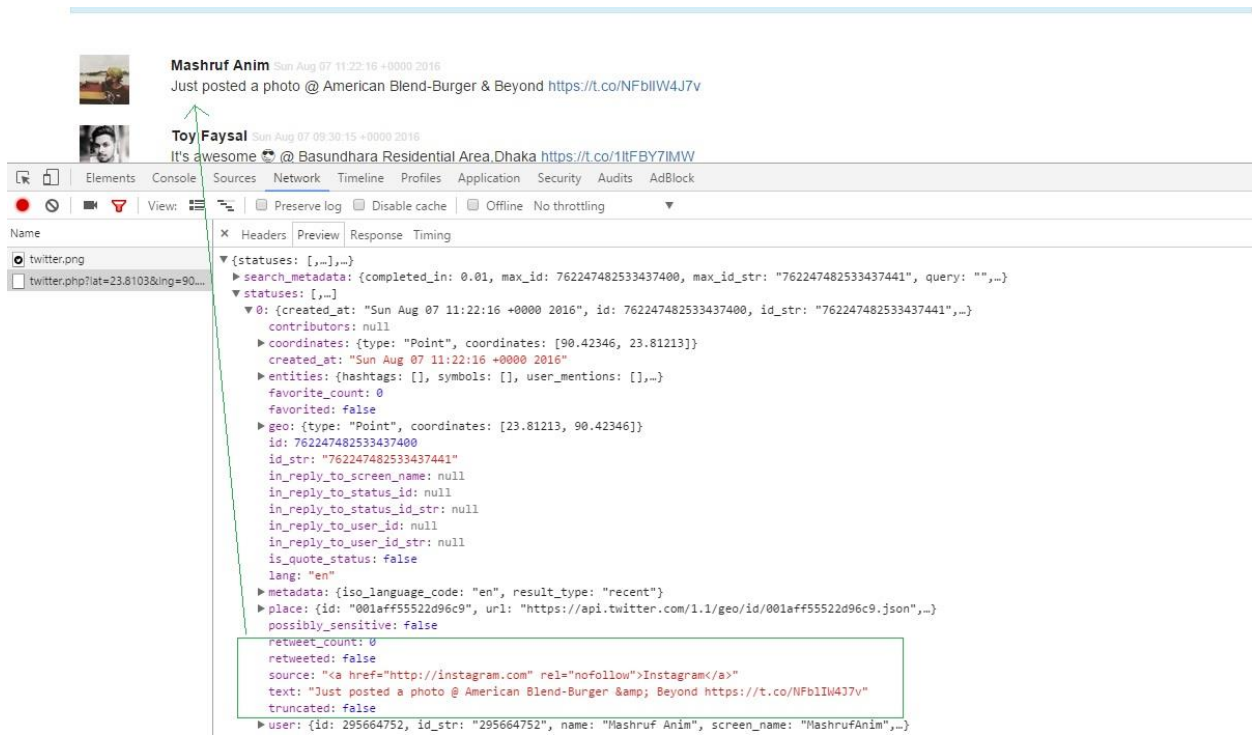 Mashruf Anim Sun Aug 07 11:22:16 +0000 2016
Just posted a photo @ American Blend-Burger & Beyond https://t.co/NFblIW4J7v
Toy Faysal Sun Aug 07 09:30:15 +0000 2016
It's awesome 😎 @ Basundhara Residential Area,Dhaka https://t.co/1ltFBY7lMW
Elements Console Sources Network Timeline Profiles Application Security Audits AdBlock
View: Preserve log Disable cache Offline No throttling ▼
Name
× Headers Preview Response Timing
twitter.png
twitter.php?lat=23.8103&lng=90....
▼{statuses: [,…],…}
▶search_metadata: {completed_in: 0.01, max_id: 762247482533437400, max_id_str: "762247482533437441", query: "",…}
▼statuses: [,…]
▼0: {created_at: "Sun Aug 07 11:22:16 +0000 2016", id: 762247482533437400, id_str: "762247482533437441",…}
contributors: null
▶coordinates: {type: "Point", coordinates: [90.42346, 23.81213]}
created_at: "Sun Aug 07 11:22:16 +0000 2016"
▶entities: {hashtags: [], symbols: [], user_mentions: [],…}
favorite_count: 0
favorited: false
▶geo: {type: "Point", coordinates: [23.81213, 90.42346]}
id: 762247482533437400
id_str: "762247482533437441"
in_reply_to_screen_name: null
in_reply_to_status_id: null
in_reply_to_status_id_str: null
in_reply_to_user_id: null
in_reply_to_user_id_str: null
is_quote_status: false
lang: "en"
▶metadata: {iso_language_code: "en", result_type: "recent"}
▶place: {id: "001aff55522d96c9", url: "https://api.twitter.com/1.1/geo/id/001aff55522d96c9.json",…}
possibly_sensitive: false
retweet_count: 0
retweeted: false
source: "<a href="http://instagram.com" rel="nofollow">Instagram</a>"
text: "Just posted a photo @ American Blend-Burger &amp; Beyond https://t.co/NFblIW4J7v"
truncated: false
▶user: {id: 295664752, id_str: "295664752", name: "Mashruf Anim", screen_name: "MashrufAnim",…}